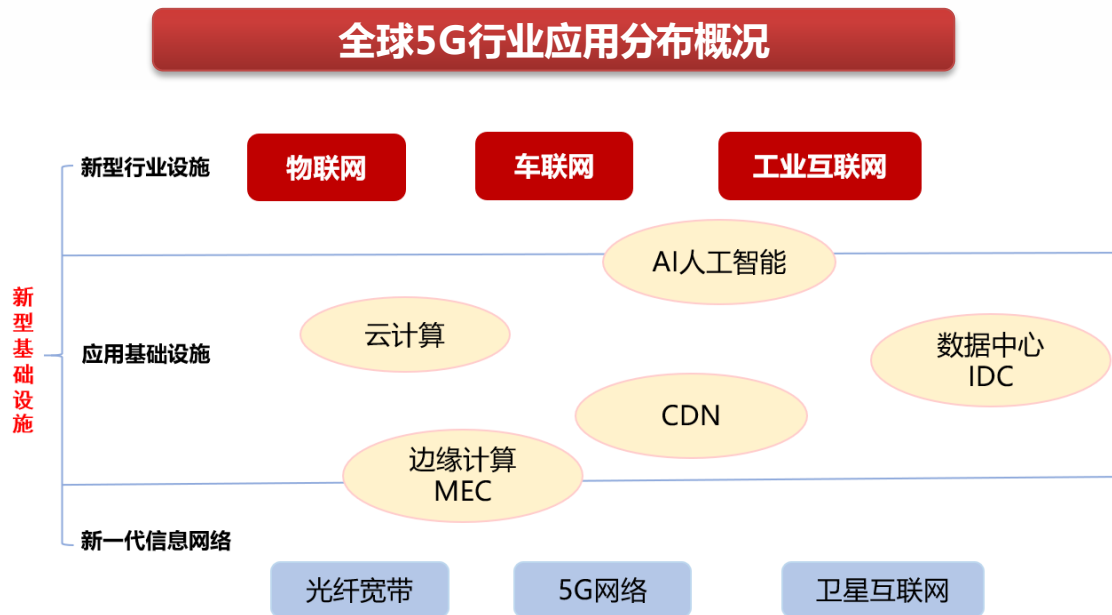 全球5G行业应用分布概况
新型行业设施
物联网
车联网
工业互联网
AI人工智能
新型基础设施
应用基础设施
云计算
数据中心
IDC
CDN
边缘计算
MEC
新一代信息网络
光纤宽带
5G网络
卫星互联网